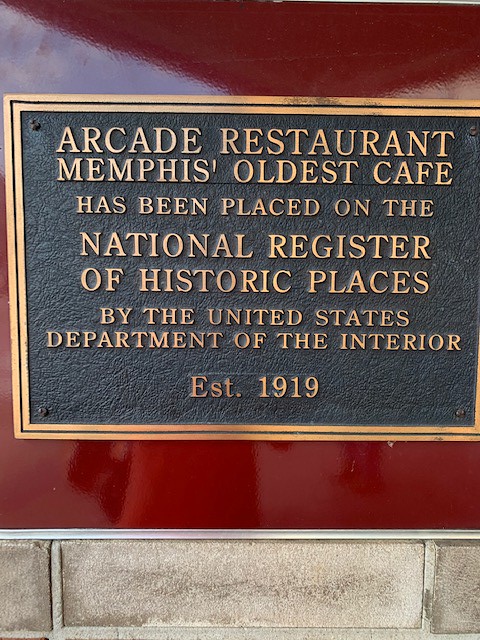 ARCADE RESTAURANT
MEMPHIS' OLDEST CAFE
HAS BEEN PLACED ON THE
NATIONAL REGISTER
OF HISTORIC PLACES
BY THE UNITED STATES
DEPARTMENT OF THE INTERIOR
Est. 1919